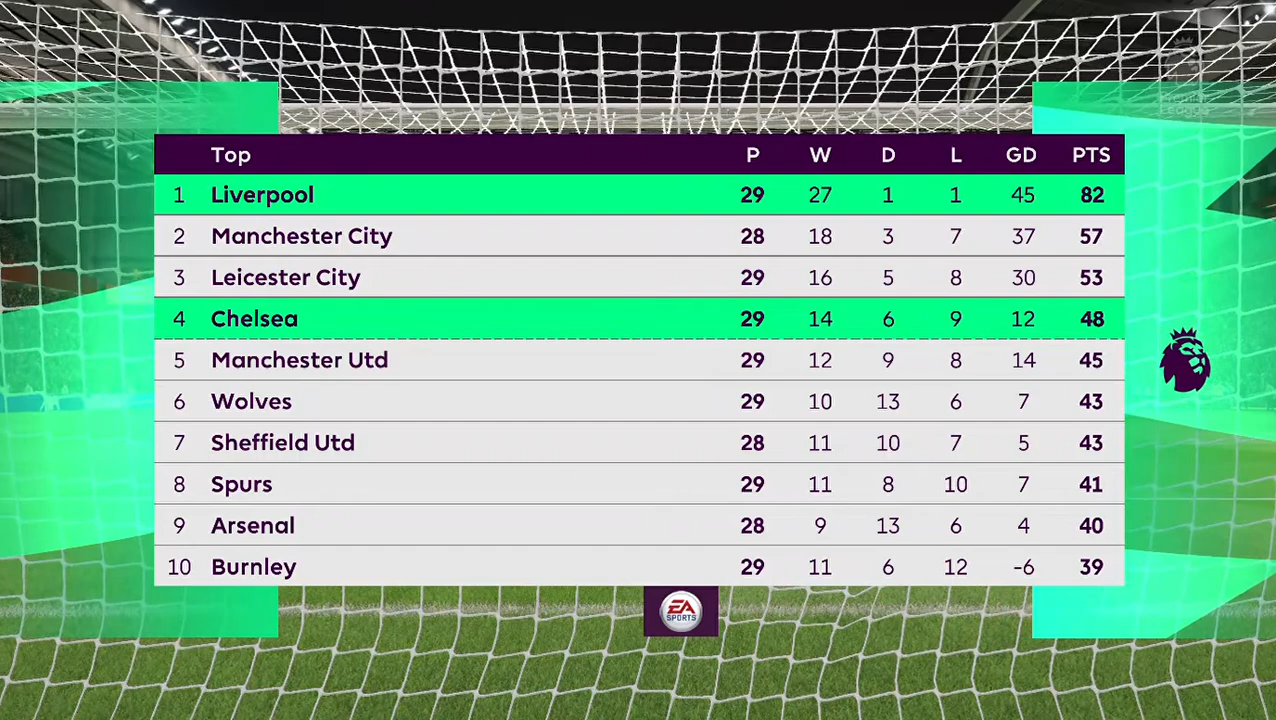 Top P W D L GD PTS
1 Liverpool 29 27 1 1 45 82
2 Manchester City 28 18 3 7 37 57
3 Leicester City 29 16 5 8 30 53
4 Chelsea 29 14 6 9 12 48
5 Manchester Utd 29 12 9 8 14 45
6 Wolves 29 10 13 6 7 43
7 Sheffield Utd 28 11 10 7 5 43
8 Spurs 29 11 8 10 7 41
9 Arsenal 28 9 13 6 4 40
10 Burnley 29 11 6 12 -6 39
EA
SPORTS